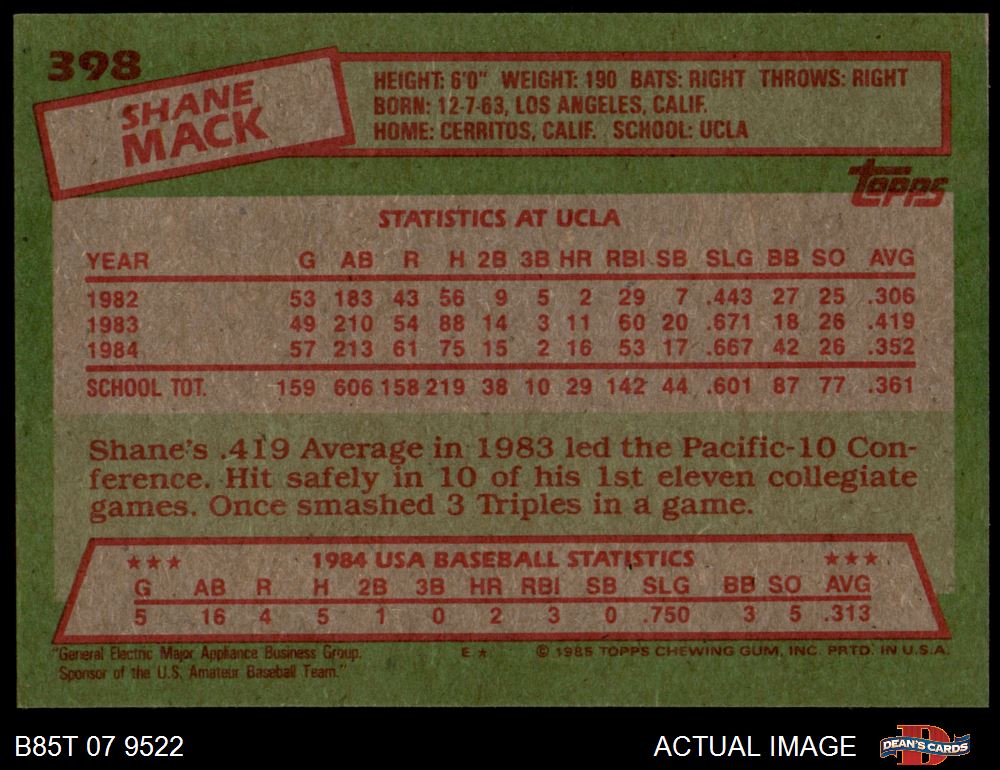 398
SHANE
MACK
HEIGHT: 6'0" WEIGHT: 190 BATS: RIGHT THROWS: RIGHT
BORN: 12-7-63, LOS ANGELES, CALIF.
HOME: CERRITOS, CALIF. SCHOOL: UCLA
topps
STATISTICS AT UCLA
YEAR G AB R H 2B 3B HR RBI SB SLG BB SO AVG
1982 53 183 43 56 9 5 2 29 7 .443 27 25 .306
1983 49 210 54 88 14 3 11 60 20 .671 18 26 .419
1984 57 213 61 75 15 2 16 53 17 .667 42 26 .352
SCHOOL TOT. 159 606 158 219 38 10 29 142 44 .601 87 77 .361
Shane's .419 Average in 1983 led the Pacific-10 Con-
ference. Hit safely in 10 of his 1st eleven collegiate
games. Once smashed 3 Triples in a game.
★★★ 1984 USA BASEBALL STATISTICS ★★★
G AB R H 2B 3B HR RBI SB SLG BB SO AVG
5 16 4 5 1 0 2 3 0 .750 3 5 .313
"General Electric Major Appliance Business Group. E ★ © 1985 TOPPS CHEWING GUM, INC. PRTD. IN U.S.A.
Sponsor of the U.S. Amateur Baseball Team."
B85T 07 9522 ACTUAL IMAGE D DEAN'S CARDS